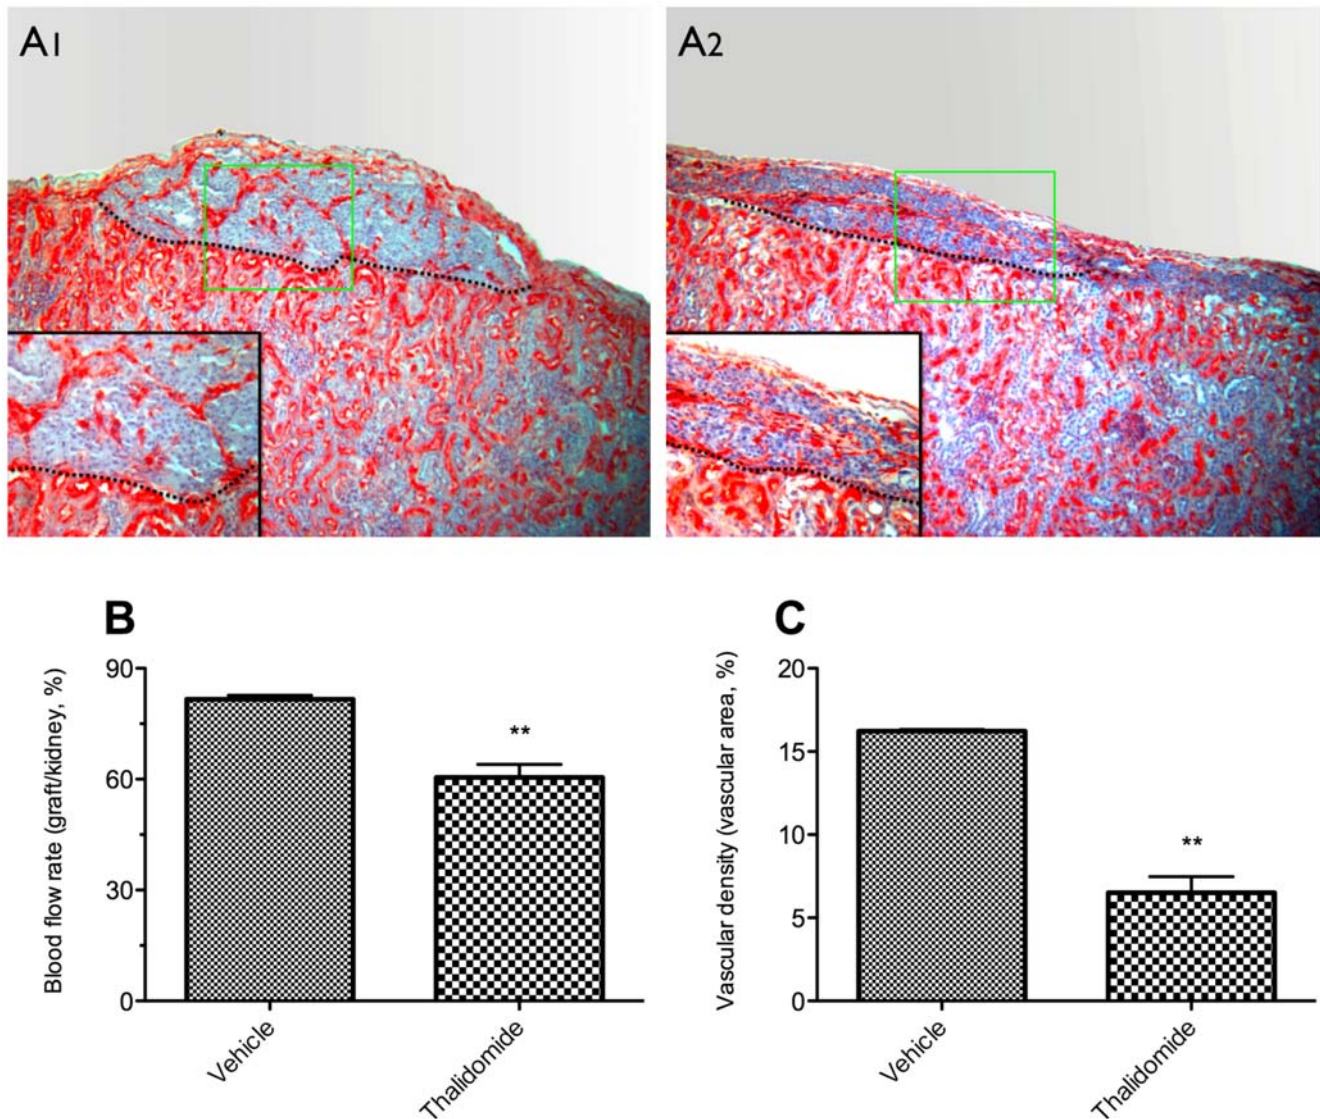 A1
A2
B
Blood flow rate (graft/kidney, %)
90
60
30
0
**
Vehicle
Thalidomide
C
Vascular density (vascular area, %)
20
15
10
5
0
**
Vehicle
Thalidomide